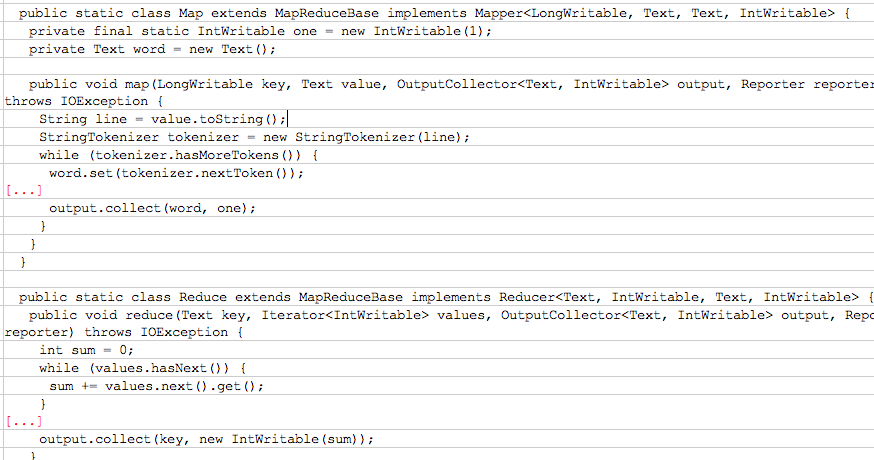 public static class Map extends MapReduceBase implements Mapper<LongWritable, Text, Text, IntWritable> {
private final static IntWritable one = new IntWritable(1);
private Text word = new Text();
public void map(LongWritable key, Text value, OutputCollector<Text, IntWritable> output, Reporter reporter
throws IOException {
String line = value.toString();
StringTokenizer tokenizer = new StringTokenizer(line);
while (tokenizer.hasMoreTokens()) {
word.set(tokenizer.nextToken());
[...]
output.collect(word, one);
}
}
}
public static class Reduce extends MapReduceBase implements Reducer<Text, IntWritable, Text, IntWritable> {
public void reduce(Text key, Iterator<IntWritable> values, OutputCollector<Text, IntWritable> output, Repo
reporter) throws IOException {
int sum = 0;
while (values.hasNext()) {
sum += values.next().get();
}
[...]
output.collect(key, new IntWritable(sum));
}